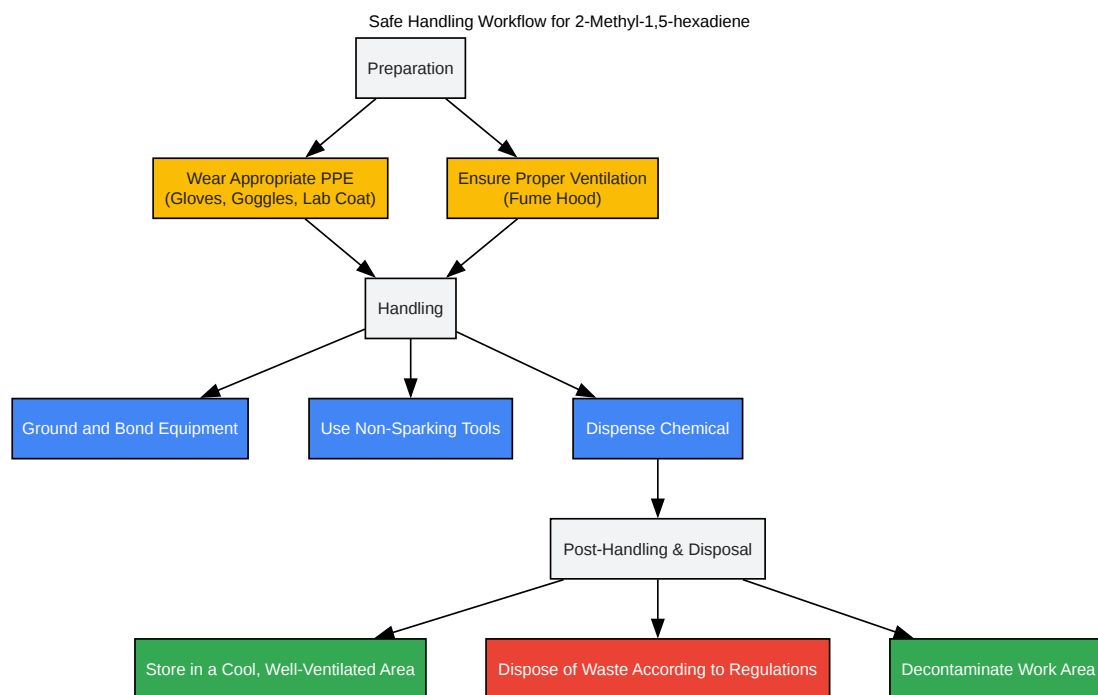 Safe Handling Workflow for 2-Methyl-1,5-hexadiene
Preparation
Wear Appropriate PPE
(Gloves, Goggles, Lab Coat)
Ensure Proper Ventilation
(Fume Hood)
Handling
Ground and Bond Equipment
Use Non-Sparking Tools
Dispense Chemical
Post-Handling & Disposal
Store in a Cool, Well-Ventilated Area
Dispose of Waste According to Regulations
Decontaminate Work Area